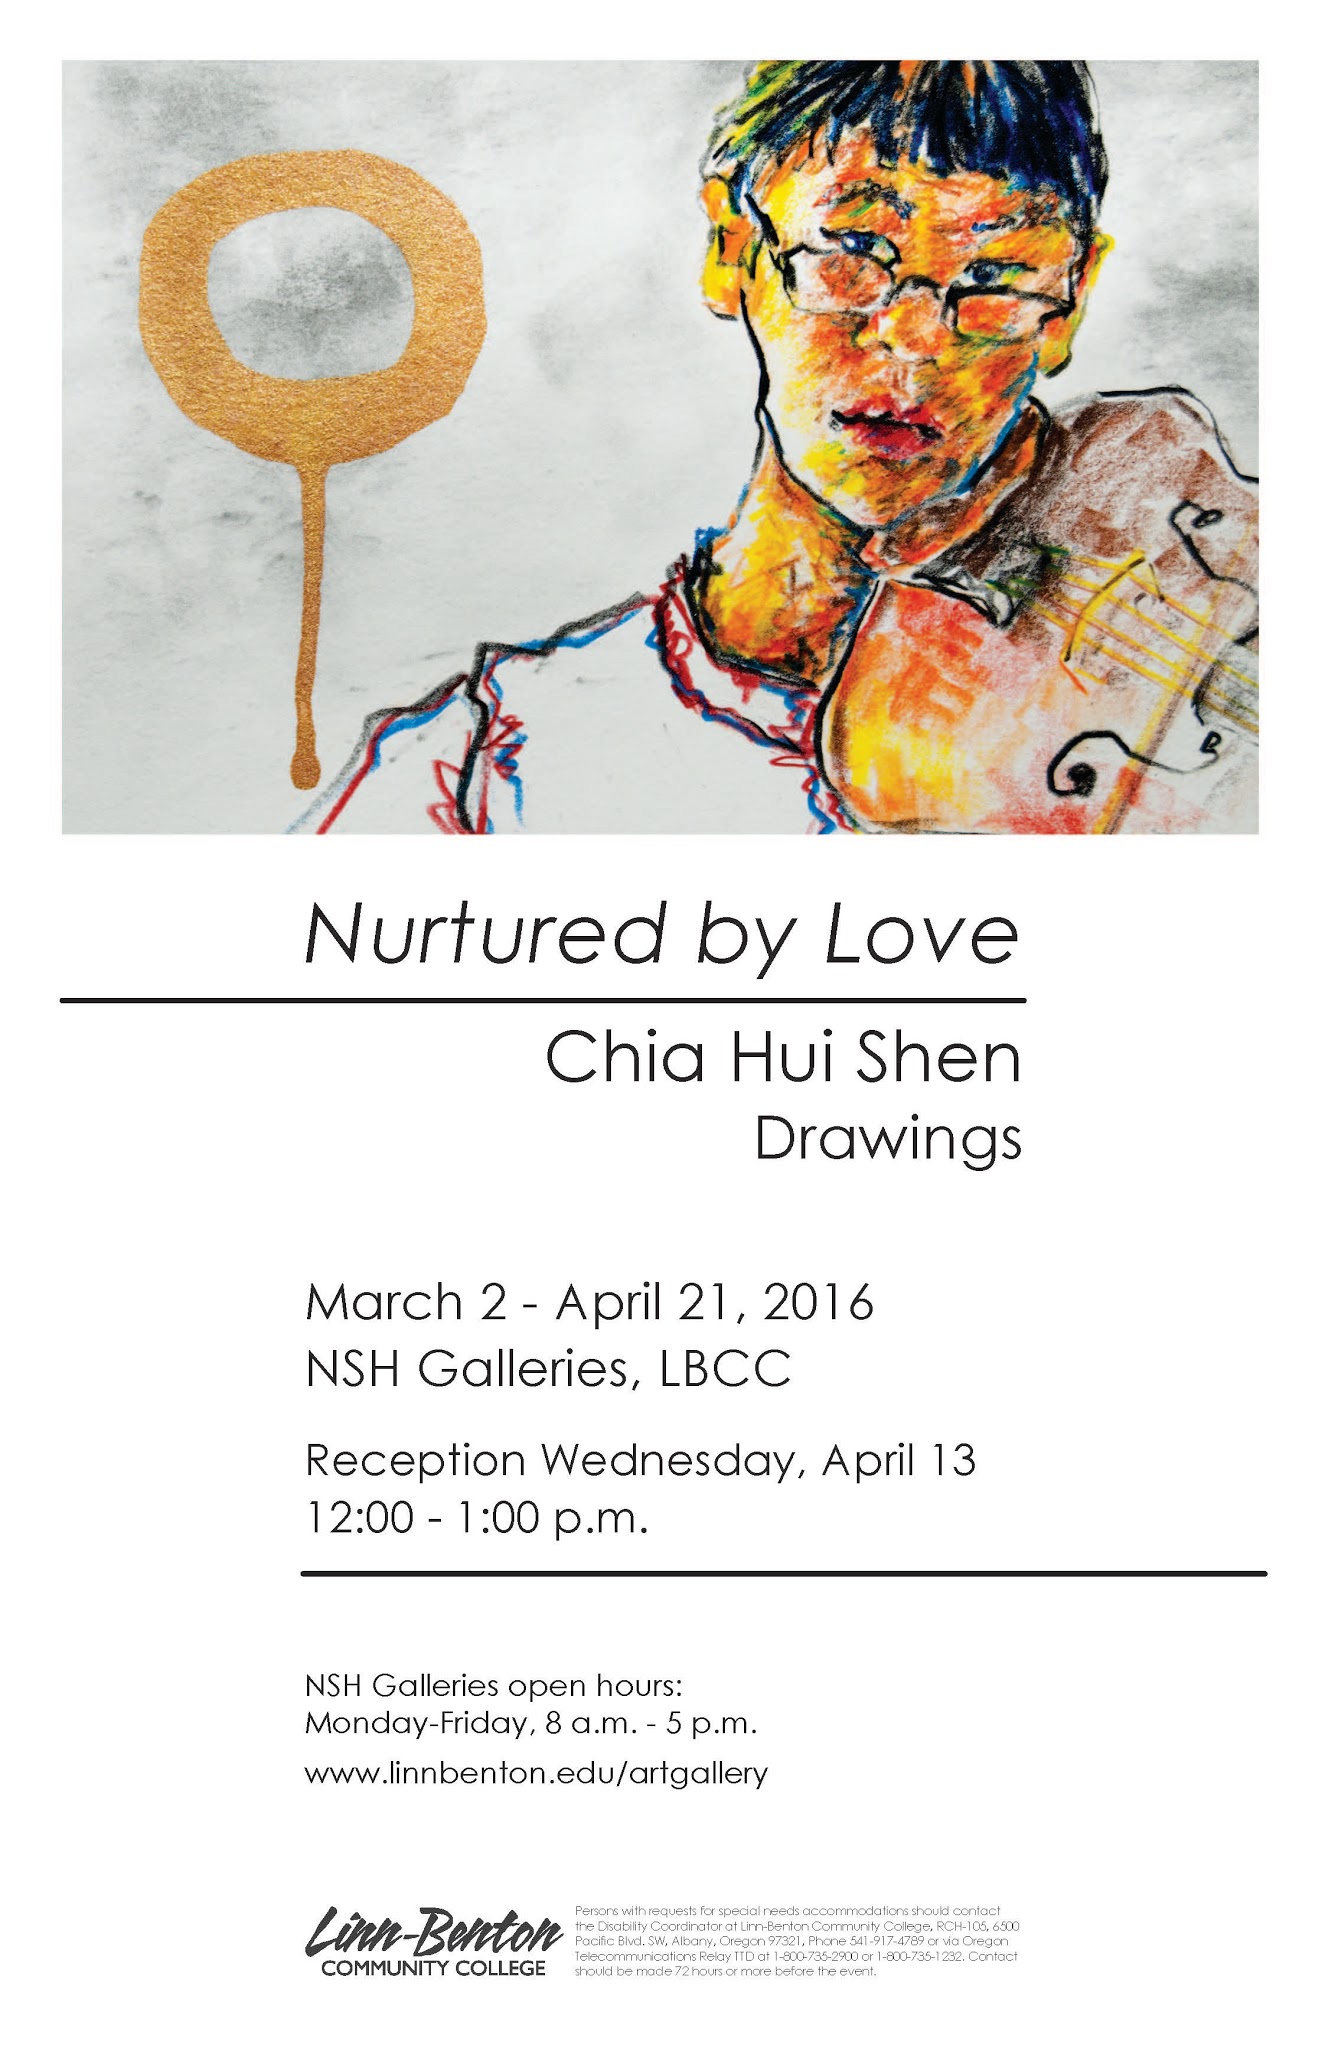 Nurtured by Love
Chia Hui Shen
Drawings
March 2 - April 21, 2016
NSH Galleries, LBCC
Reception Wednesday, April 13
12:00 - 1:00 p.m.
NSH Galleries open hours:
Monday-Friday, 8 a.m. - 5 p.m.
www.linnbenton.edu/artgallery
Linn-Benton
COMMUNITY COLLEGE
Persons with requests for special needs accommodations should contact
the Disability Coordinator at Linn-Benton Community College, RCH-105, 6500
Pacific Blvd. SW, Albany, Oregon 97321, Phone 541-917-4789 or via Oregon
Telecommunications Relay TTD at 1-800-735-2900 or 1-800-735-1232. Contact
should be made 72 hours or more before the event.